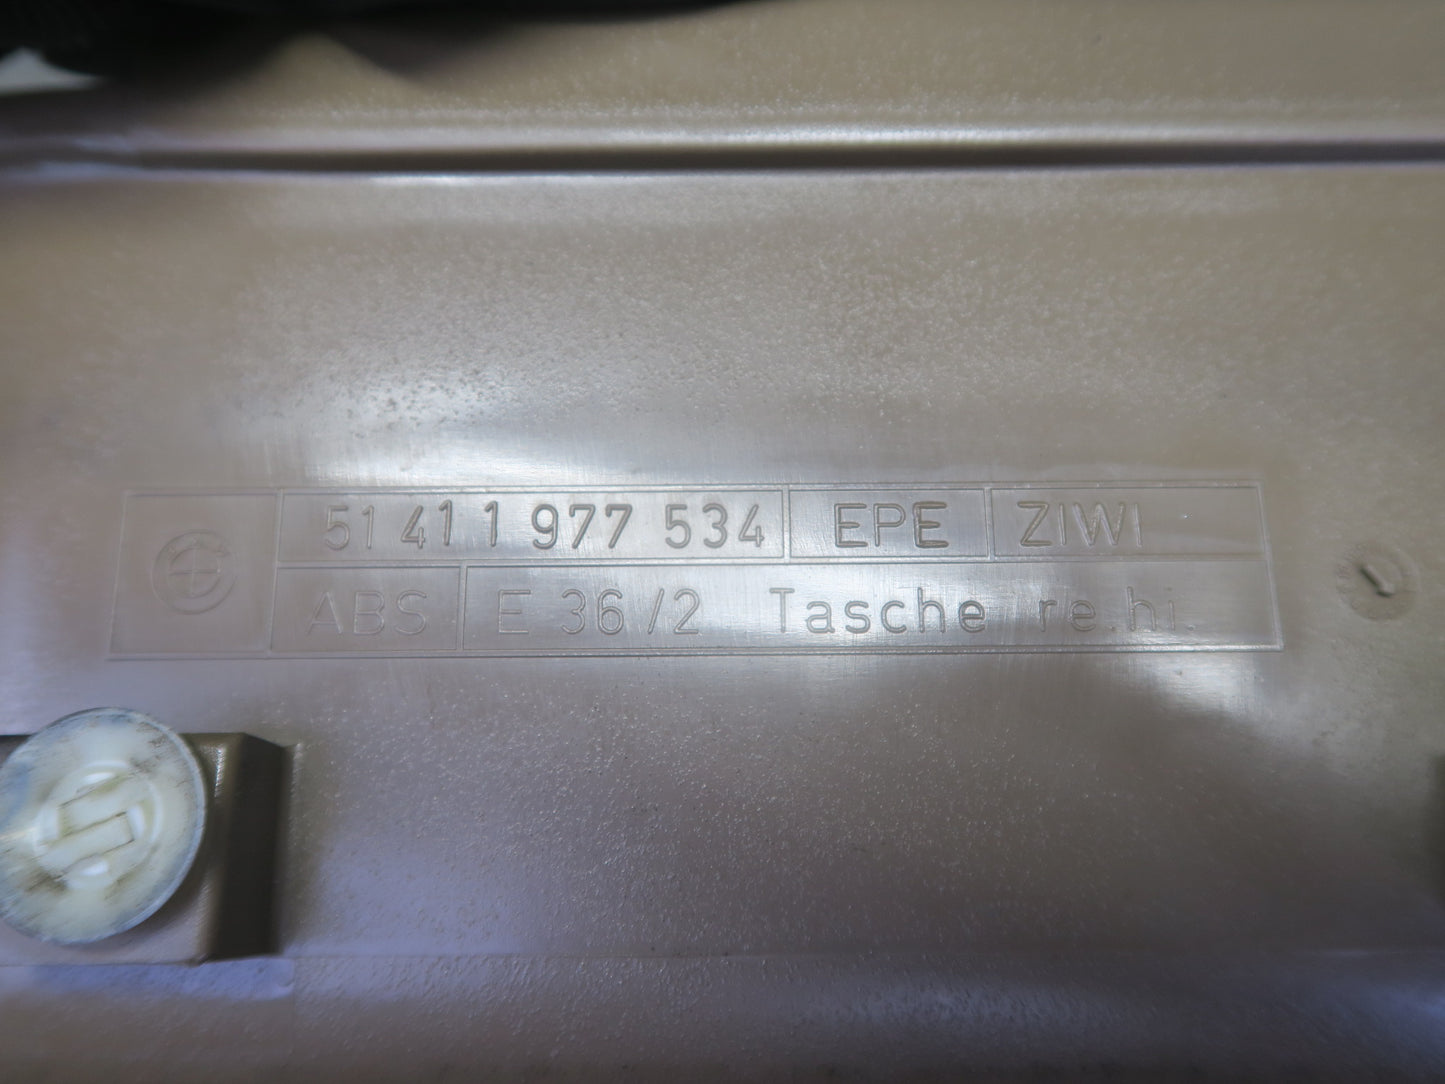 51 41 1 977 534 EPE ZIWI
ABS E 36/2 Tasche re.hi.